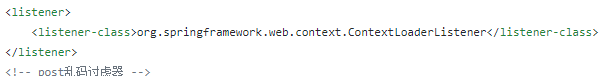 <listener>
<listener-class>org.springframework.web.context.ContextLoaderListener</listener-class>
</listener>
<!-- post乱码过虑器 -->